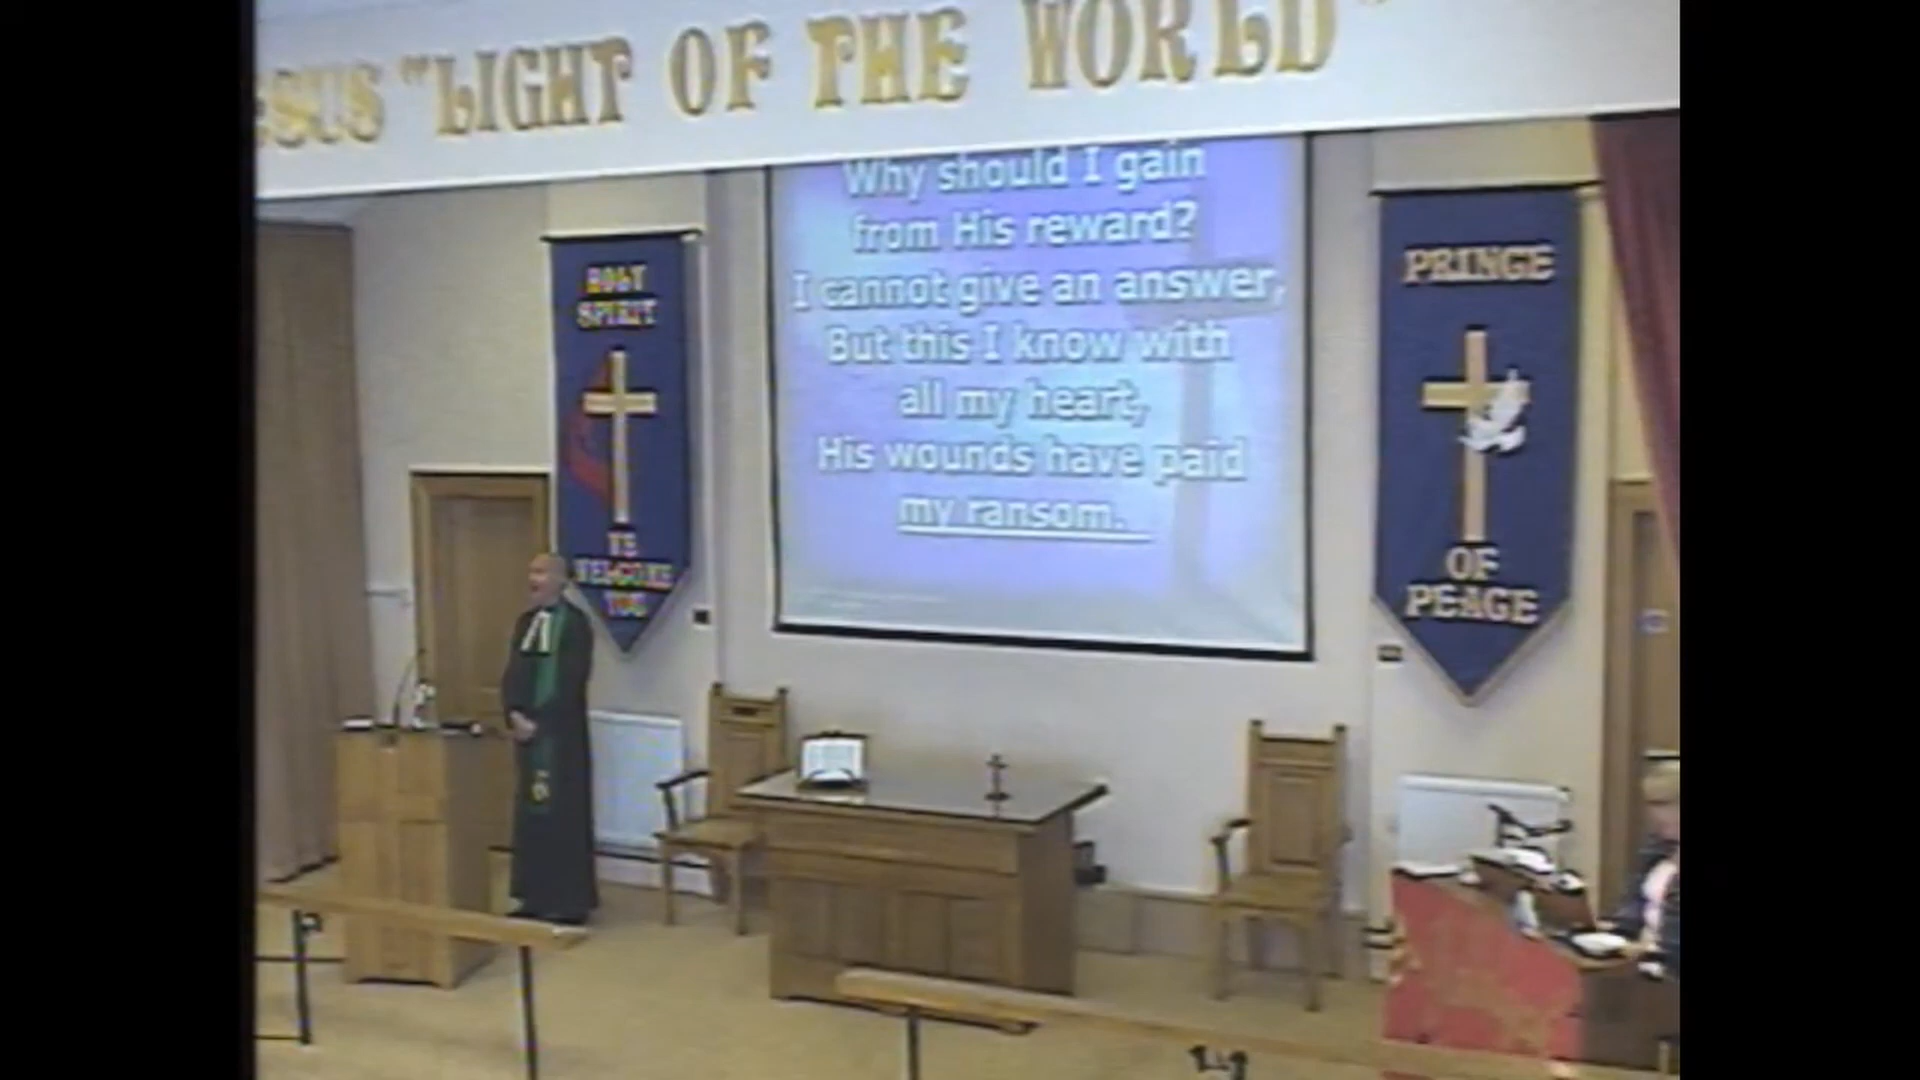 ESUS "LIGHT OF THE WORLD"
Why should I gain
from His reward?
I cannot give an answer,
But this I know with
all my heart,
His wounds have paid
my ransom.
HOLY
SPIRIT
WELCOME
YOU
PRINCE
OF
PEACE